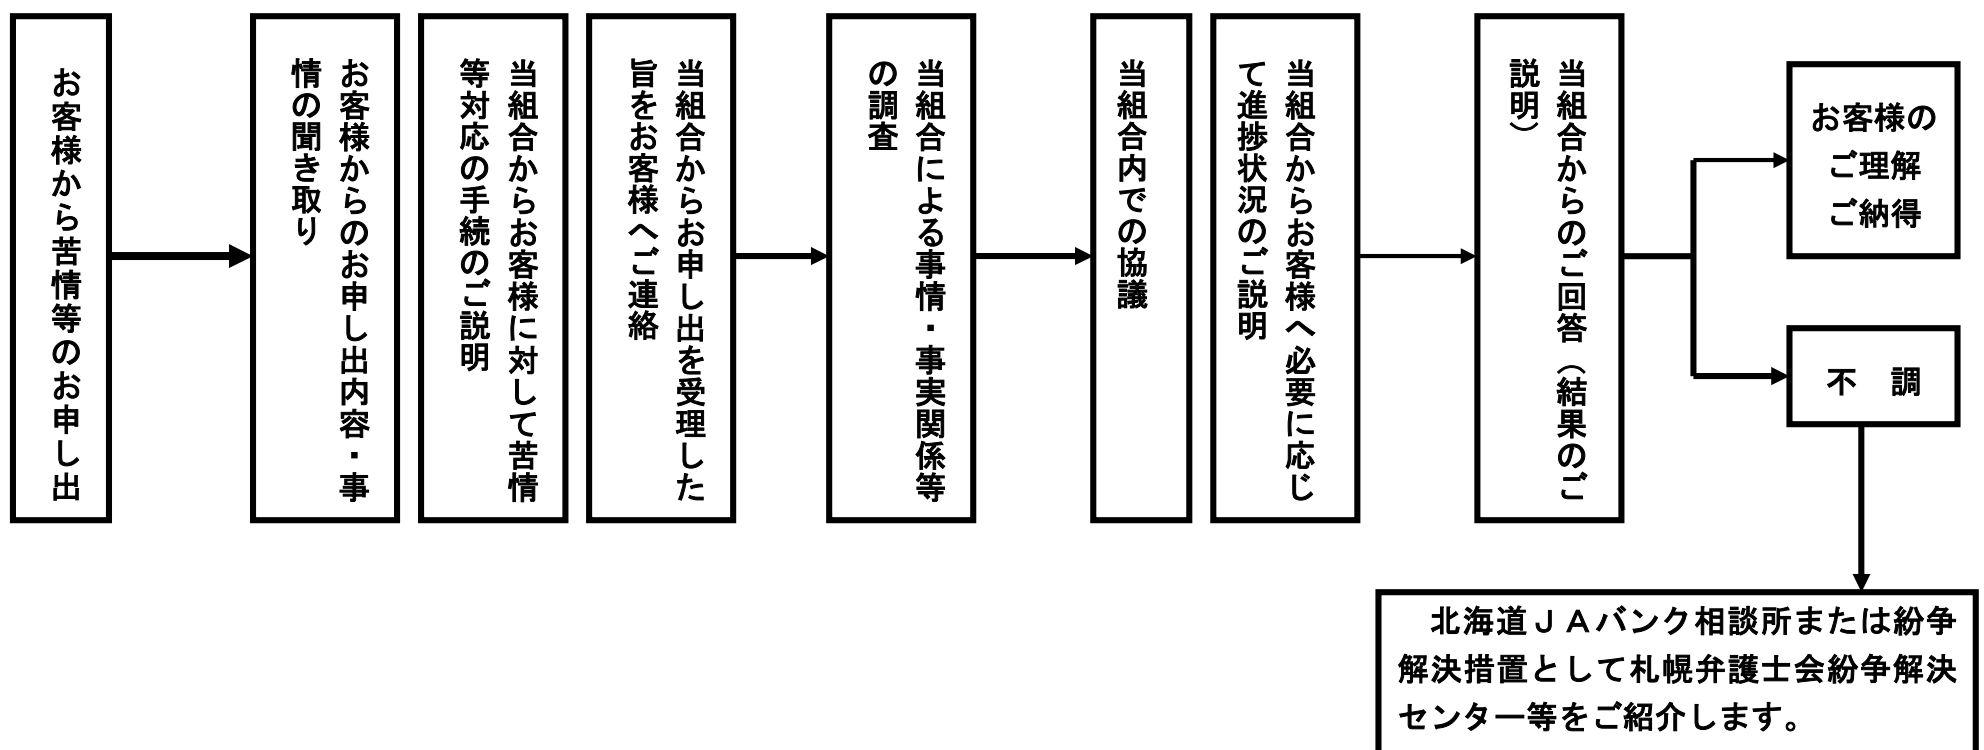 お客様から苦情等のお申し出
お客様からのお申し出内容・事
情の聞き取り
当組合からお客様に対して苦情
等対応の手続のご説明
当組合からお申し出を受理した
旨をお客様へご連絡
当組合による事情・事実関係等
の調査
当組合内での協議
当組合からお客様へ必要に応じ
て進捗状況のご説明
当組合からのご回答（結果のご
説明）
お客様の
ご理解
ご納得
不　調
北海道ＪＡバンク相談所または紛争
解決措置として札幌弁護士会紛争解決
センター等をご紹介します。